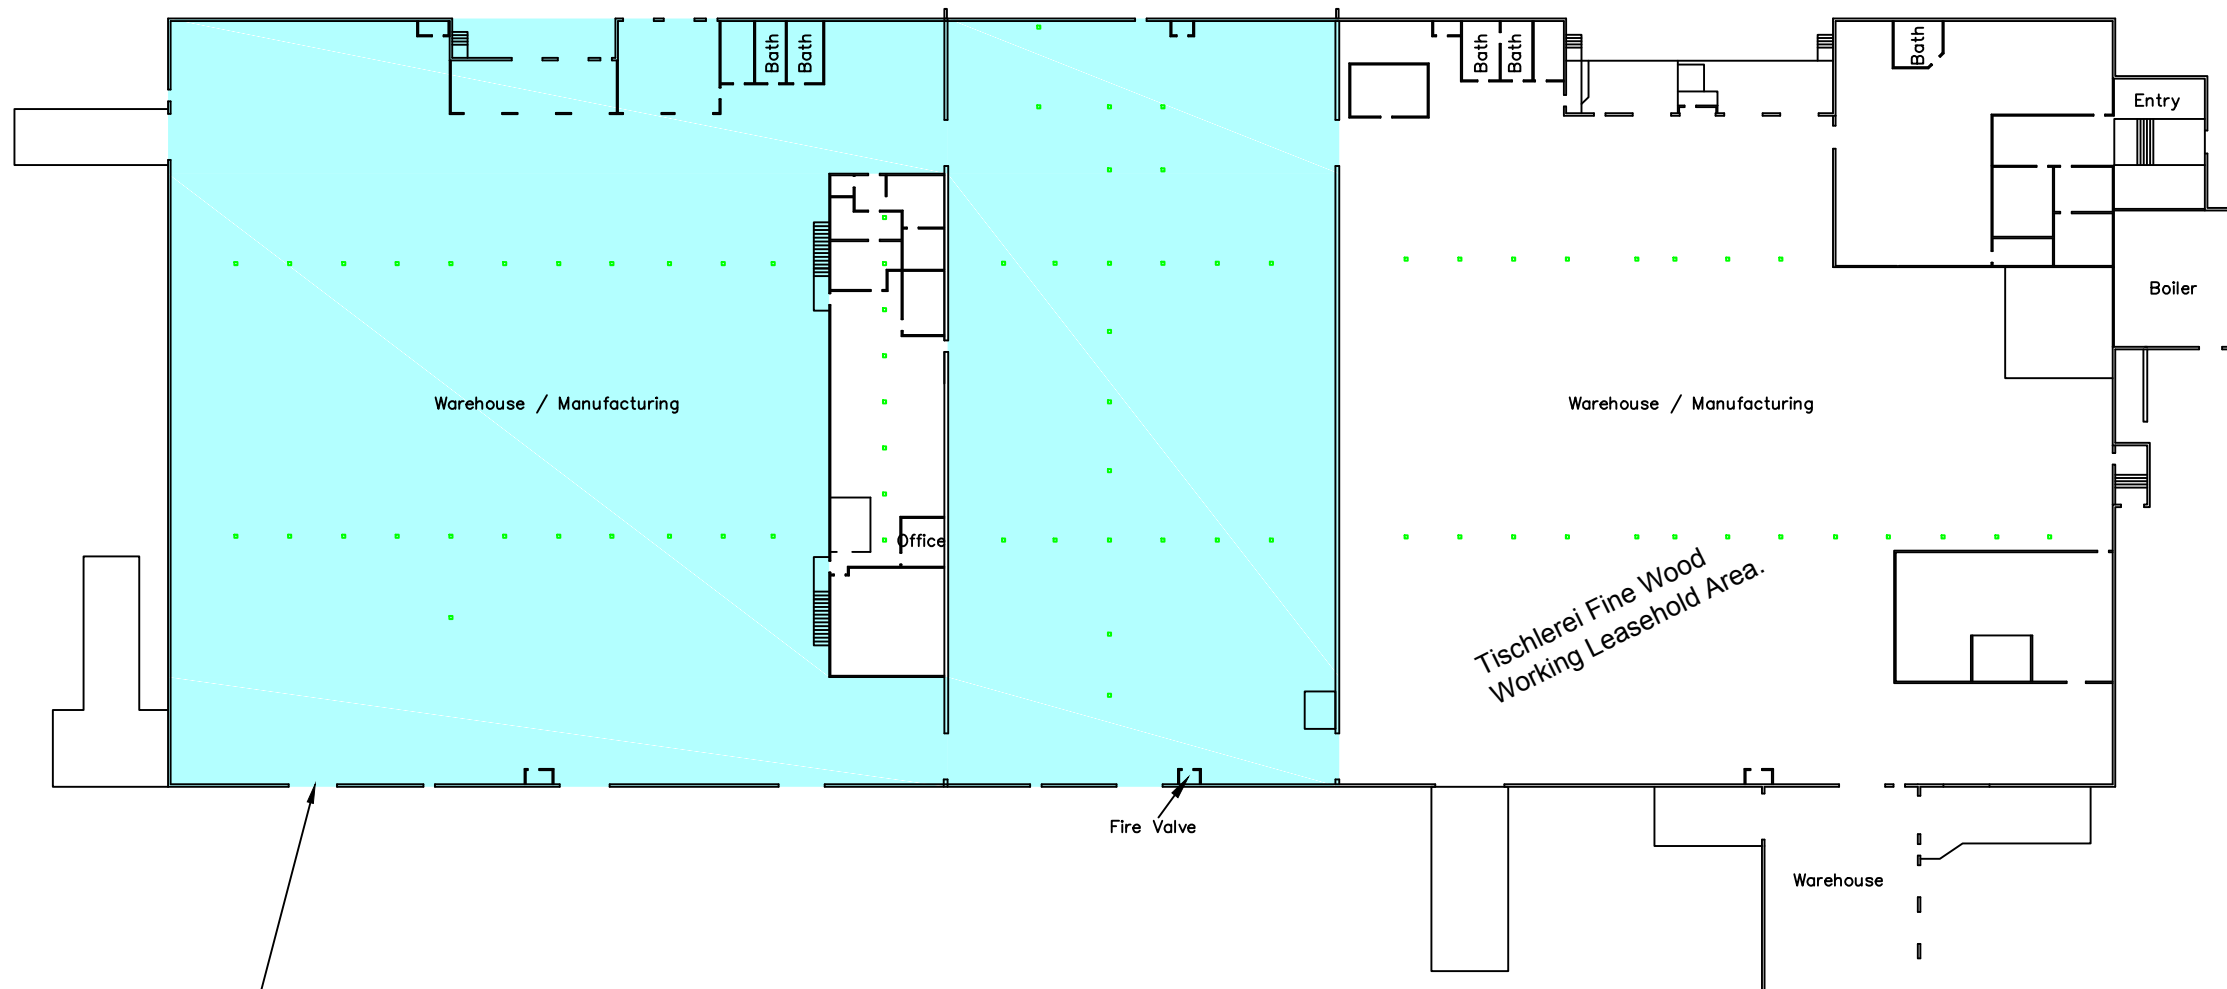 Bath
Bath
Bath
Bath
Bath
Entry
Boiler
Warehouse / Manufacturing
Warehouse / Manufacturing
Office
Tischlerei Fine Wood
Working Leasehold Area.
Fire Valve
Warehouse